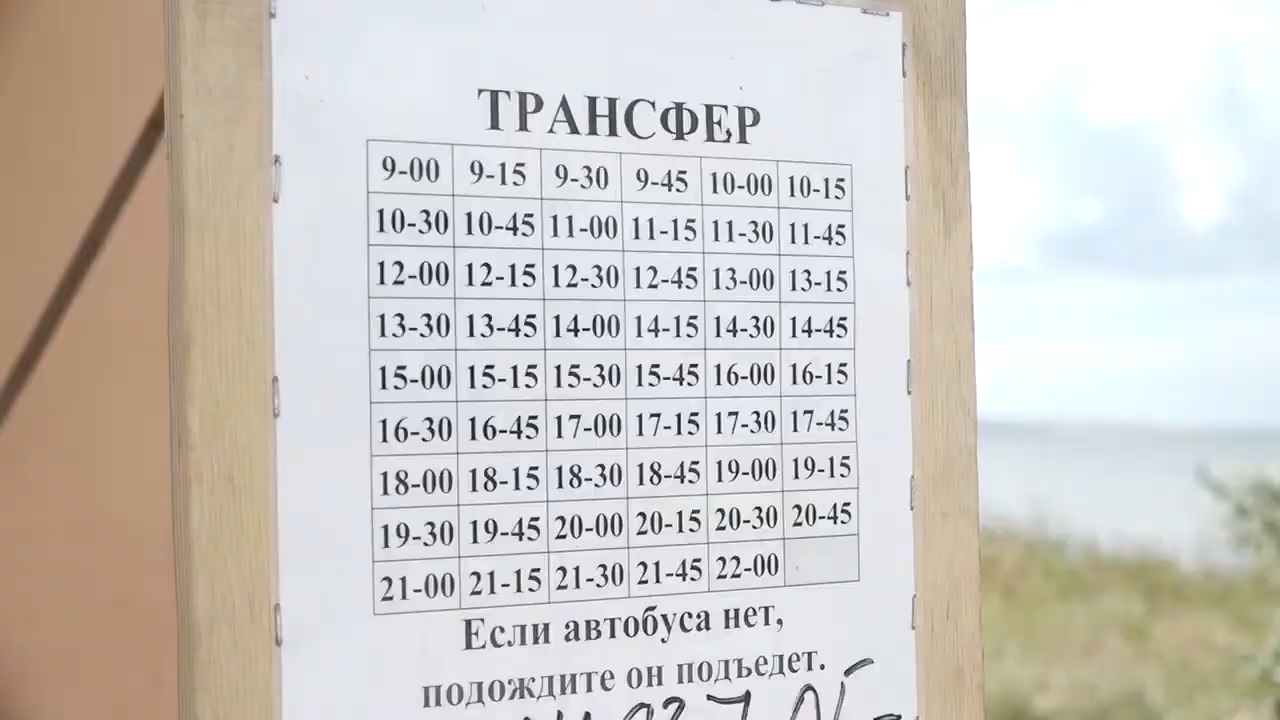 ТРАНСФЕР
9-00 9-15 9-30 9-45 10-00 10-15
10-30 10-45 11-00 11-15 11-30 11-45
12-00 12-15 12-30 12-45 13-00 13-15
13-30 13-45 14-00 14-15 14-30 14-45
15-00 15-15 15-30 15-45 16-00 16-15
16-30 16-45 17-00 17-15 17-30 17-45
18-00 18-15 18-30 18-45 19-00 19-15
19-30 19-45 20-00 20-15 20-30 20-45
21-00 21-15 21-30 21-45 22-00
Если автобуса нет,
подождите он подъедет.